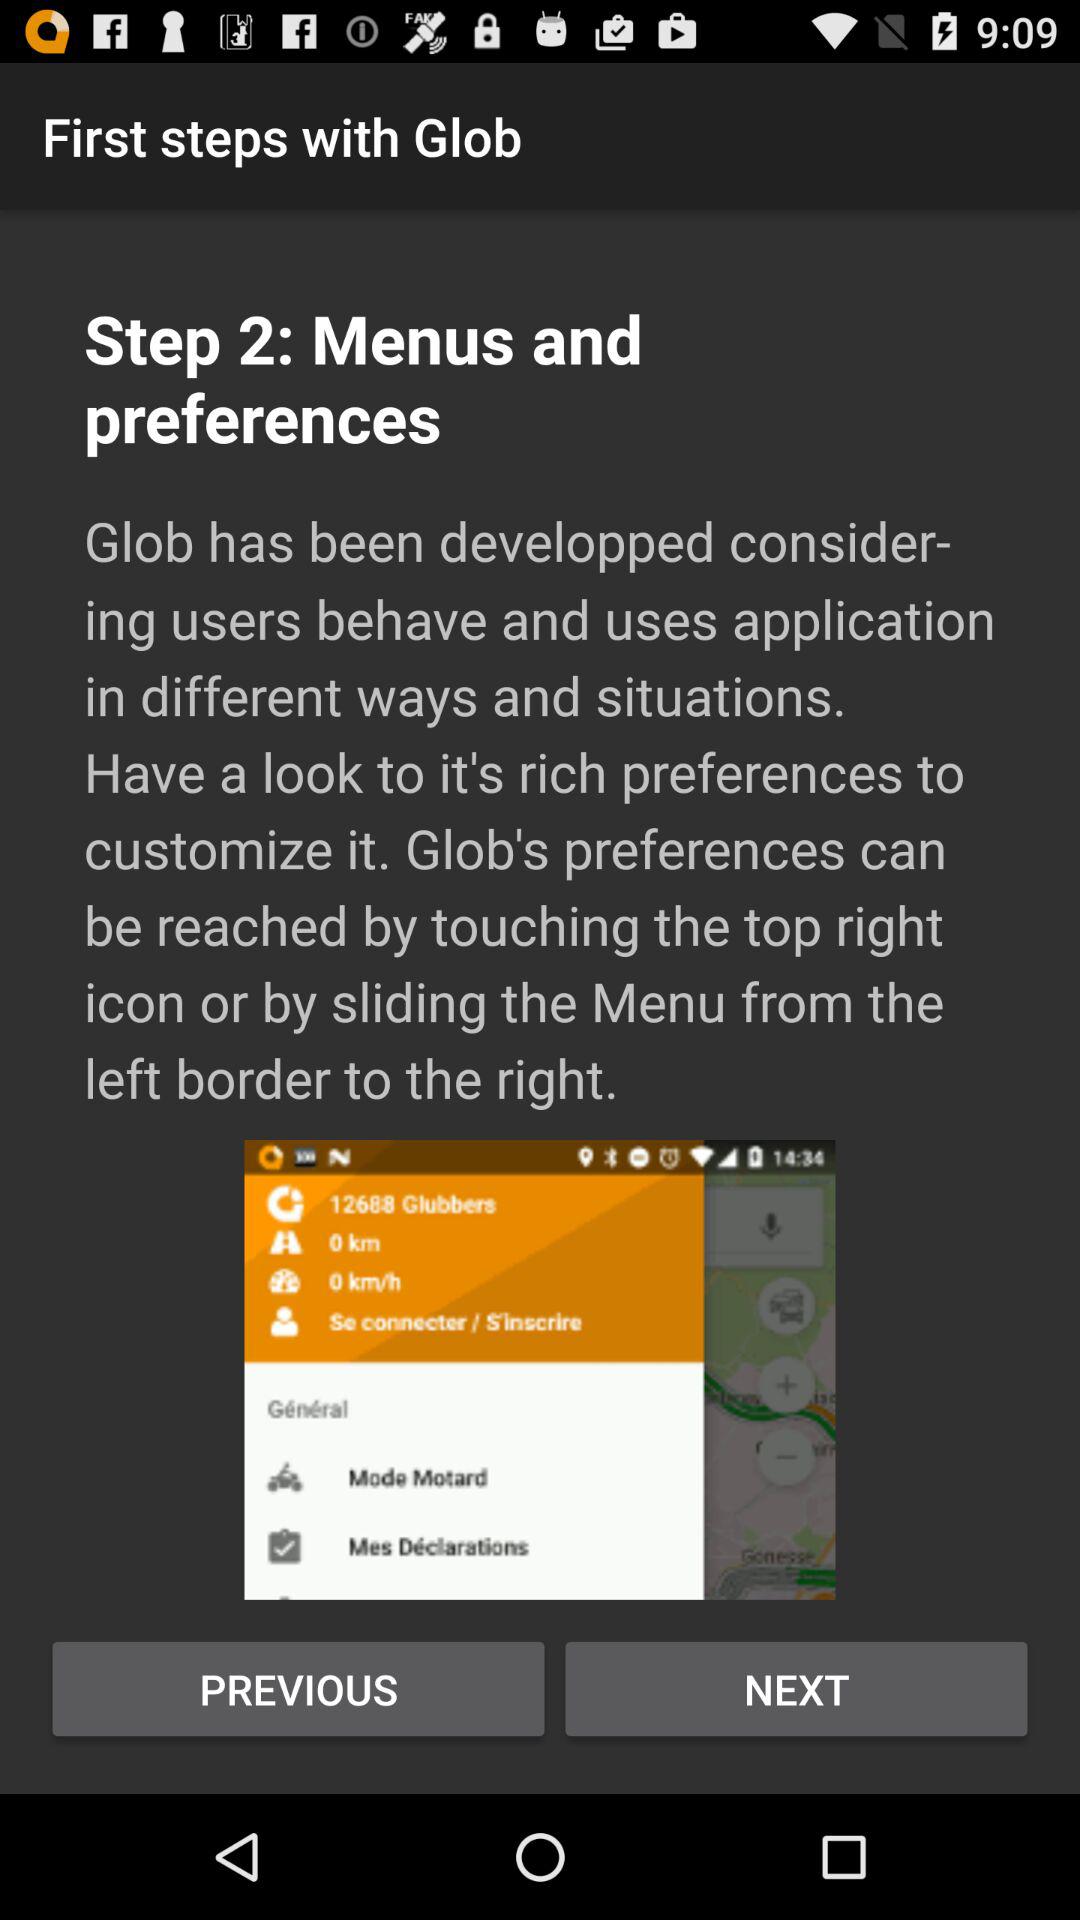 FAKE
9:09
First steps with Glob
Step 2: Menus and
preferences
Glob has been developped consider-
ing users behave and uses application
in different ways and situations.
Have a look to it's rich preferences to
customize it. Glob's preferences can
be reached by touching the top right
icon or by sliding the Menu from the
left border to the right.
14:34
12688 Glubbers
0 km
0 km/h
Se connecter / S'inscrire
Général
Mode Motard
Mes Déclarations
Gonesse
PREVIOUS
NEXT